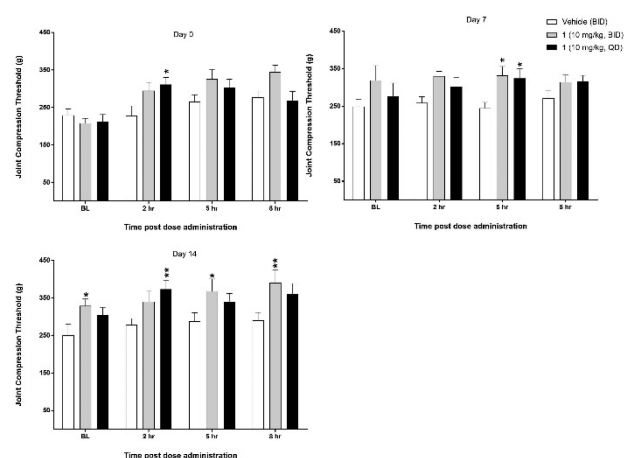 Day 0
Joint Compression Threshold (g)
450
350
250
150
50
BL
2 hr
5 hr
8 hr
Time post dose administration
*
Day 7
Vehicle (BID)
1 (10 mg/kg, BID)
1 (10 mg/kg, QD)
Joint Compression Threshold (g)
450
350
250
150
50
* *
BL
2 hr
5 hr
8 hr
Time post dose administration
Day 14
Joint Compression Threshold (g)
450
350
250
150
50
*
**
*
**
BL
2 hr
5 hr
8 hr
Time post dose administration